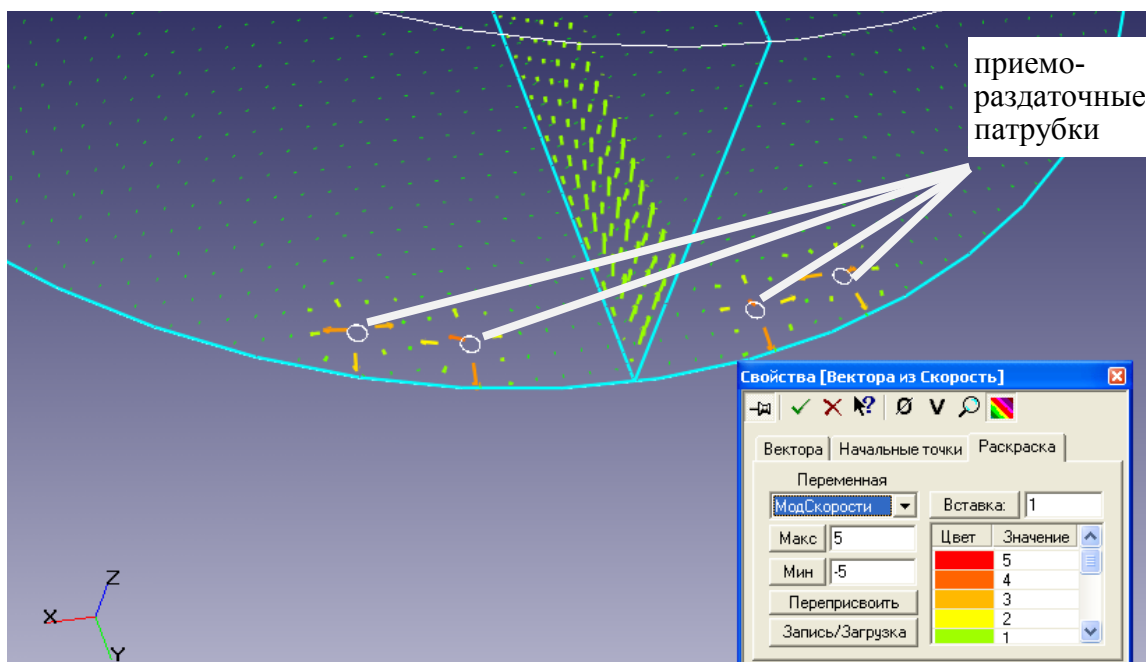 приемо-
раздаточные
патрубки
Свойства [Вектора из Скорость]
V
Вектора Начальные точки Раскраска
Переменная
МодСкорости Вставка: 1
Макс 5 Цвет Значение
5
Мин -5 4
Переприсвоить 3
2
Запись/Загрузка 1
Z
X
Y